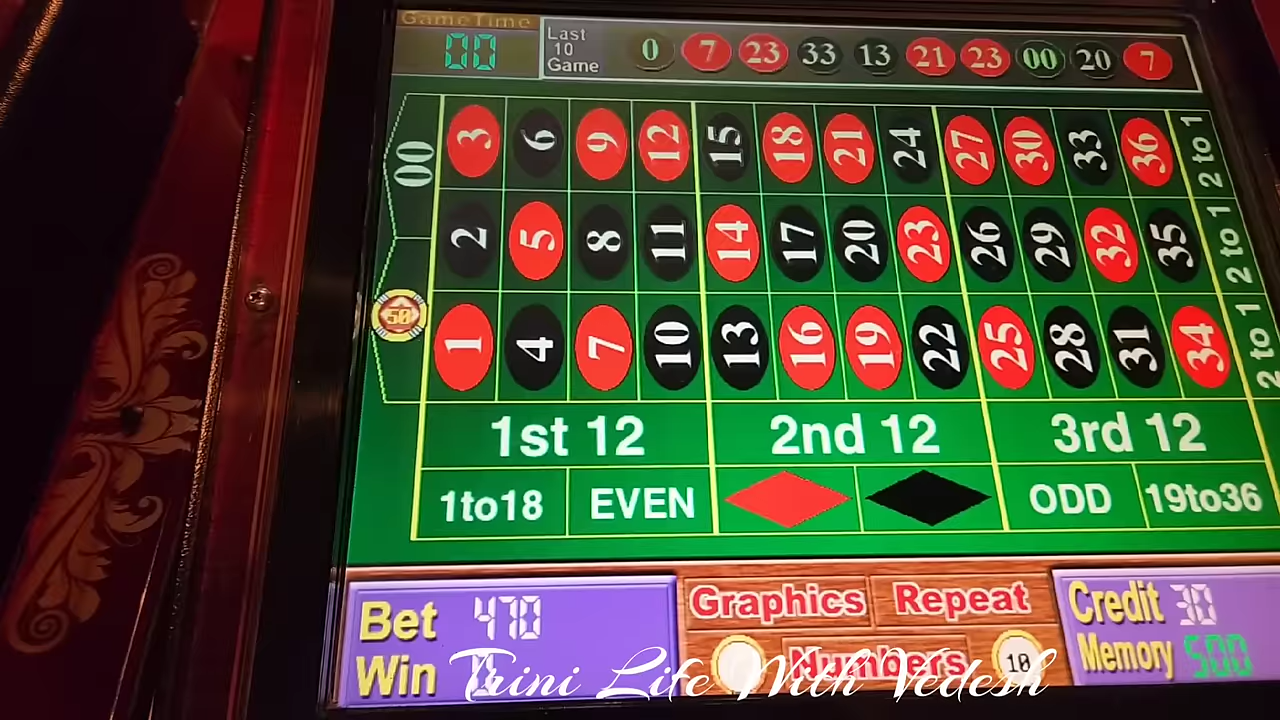 GameTime
00
Last 10 Game
0 7 23 33 13 21 23 00 20 7
00
3 6 9 12 15 18 21 24 27 30 33 36 2 to 1
2 5 8 11 14 17 20 23 26 29 32 35 2 to 1
50
1 4 7 10 13 16 19 22 25 28 31 34 2 to 1
1st 12 2nd 12 3rd 12
1to18 EVEN ODD 19to36
Bet 470 Graphics Repeat Credit 30
Win Numbers 10 Memory 500
Trini Life With Vedesh